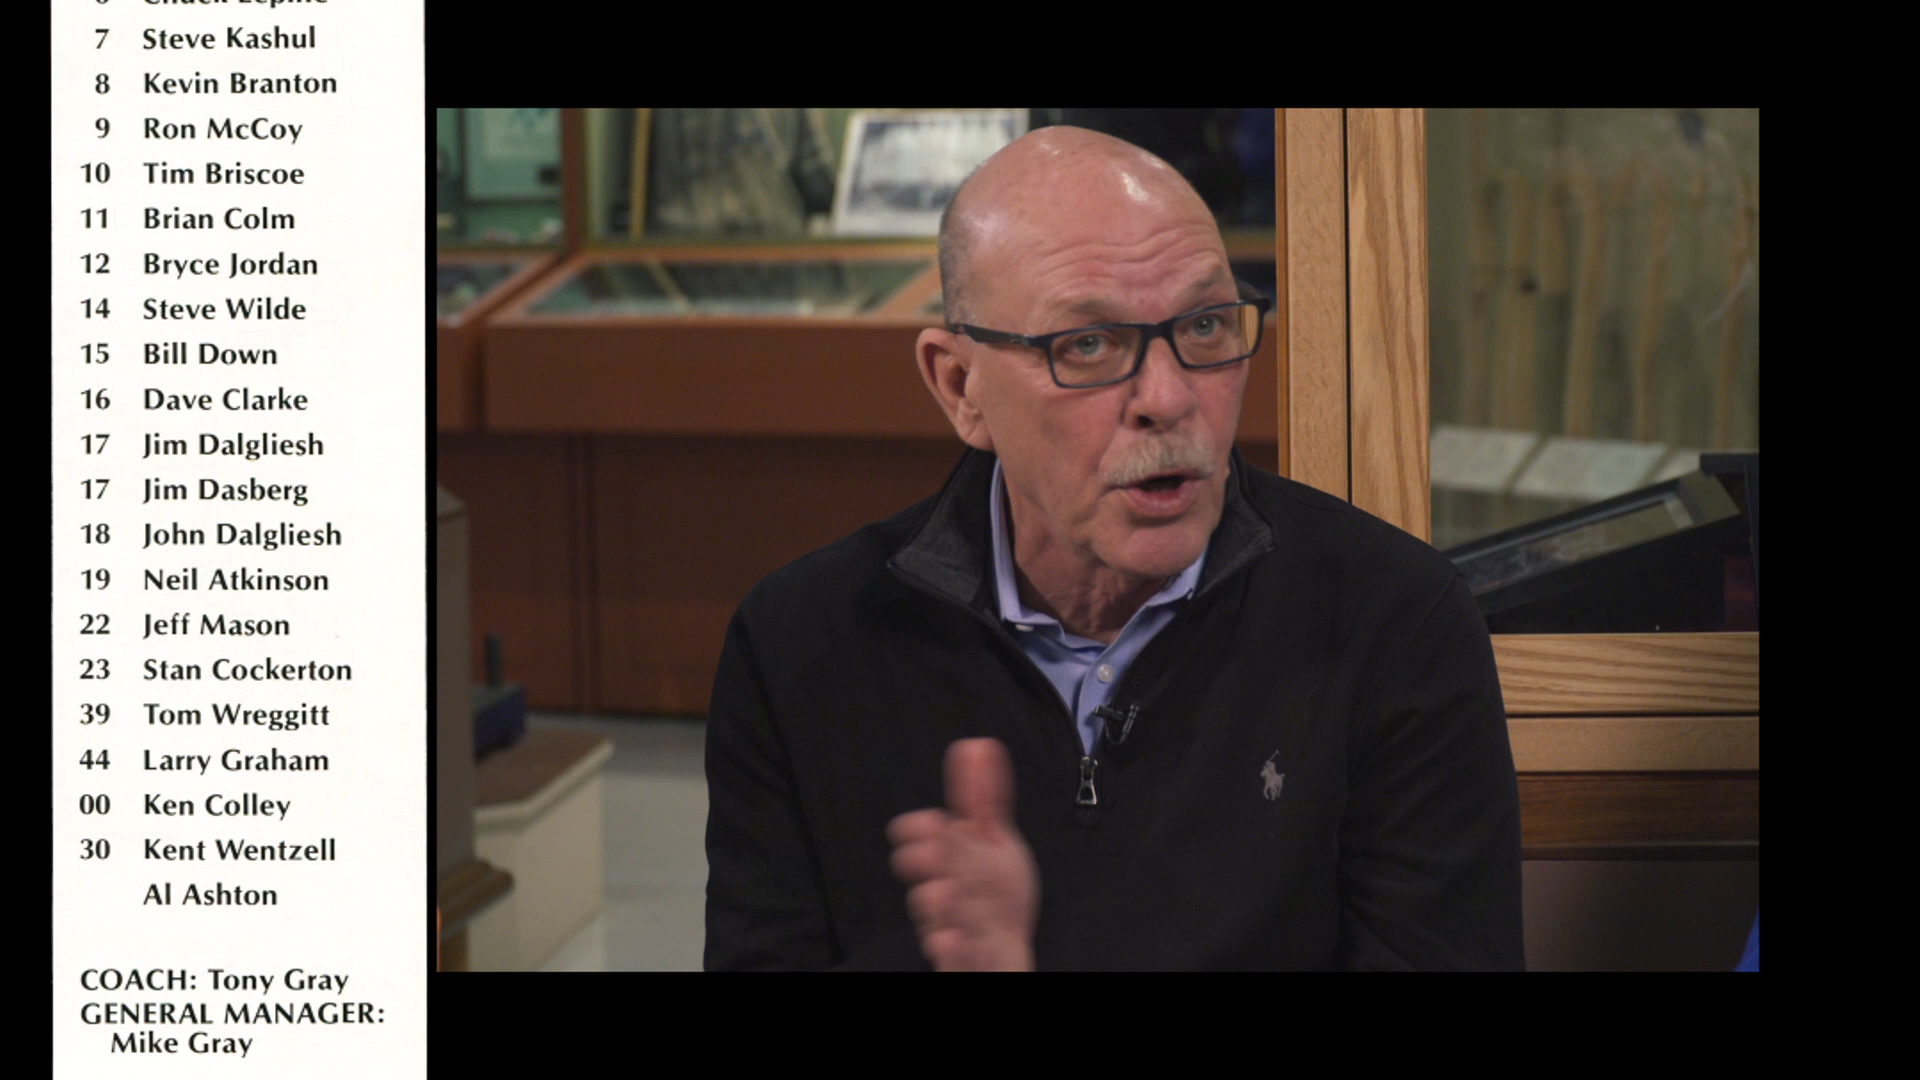 7 Steve Kashul
8 Kevin Branton
9 Ron McCoy
10 Tim Briscoe
11 Brian Colm
12 Bryce Jordan
14 Steve Wilde
15 Bill Down
16 Dave Clarke
17 Jim Dalgliesh
17 Jim Dasberg
18 John Dalgliesh
19 Neil Atkinson
22 Jeff Mason
23 Stan Cockerton
39 Tom Wreggitt
44 Larry Graham
00 Ken Colley
30 Kent Wentzell
Al Ashton
COACH: Tony Gray
GENERAL MANAGER:
Mike Gray